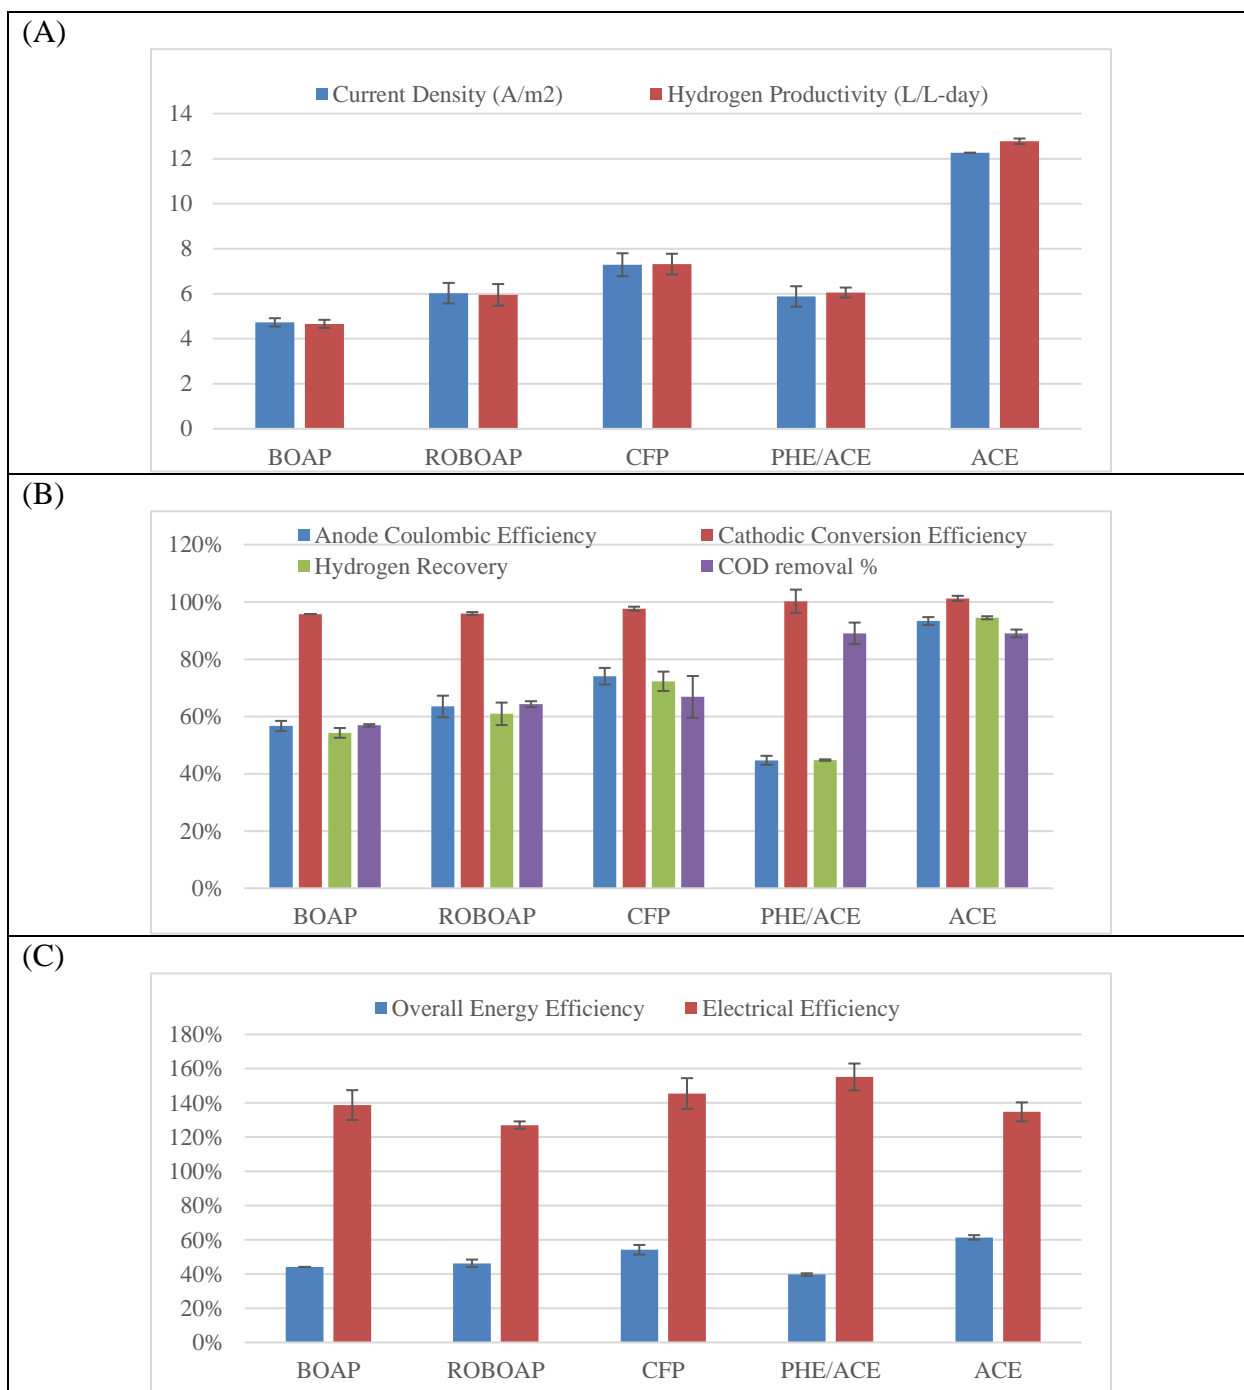 (A)
Current Density (A/m2) Hydrogen Productivity (L/L-day)
14
12
10
8
6
4
2
0
BOAP ROBOAP CFP PHE/ACE ACE
(B)
Anode Coulombic Efficiency Cathodic Conversion Efficiency
Hydrogen Recovery COD removal %
120%
100%
80%
60%
40%
20%
0%
BOAP ROBOAP CFP PHE/ACE ACE
(C)
Overall Energy Efficiency Electrical Efficiency
180%
160%
140%
120%
100%
80%
60%
40%
20%
0%
BOAP ROBOAP CFP PHE/ACE ACE